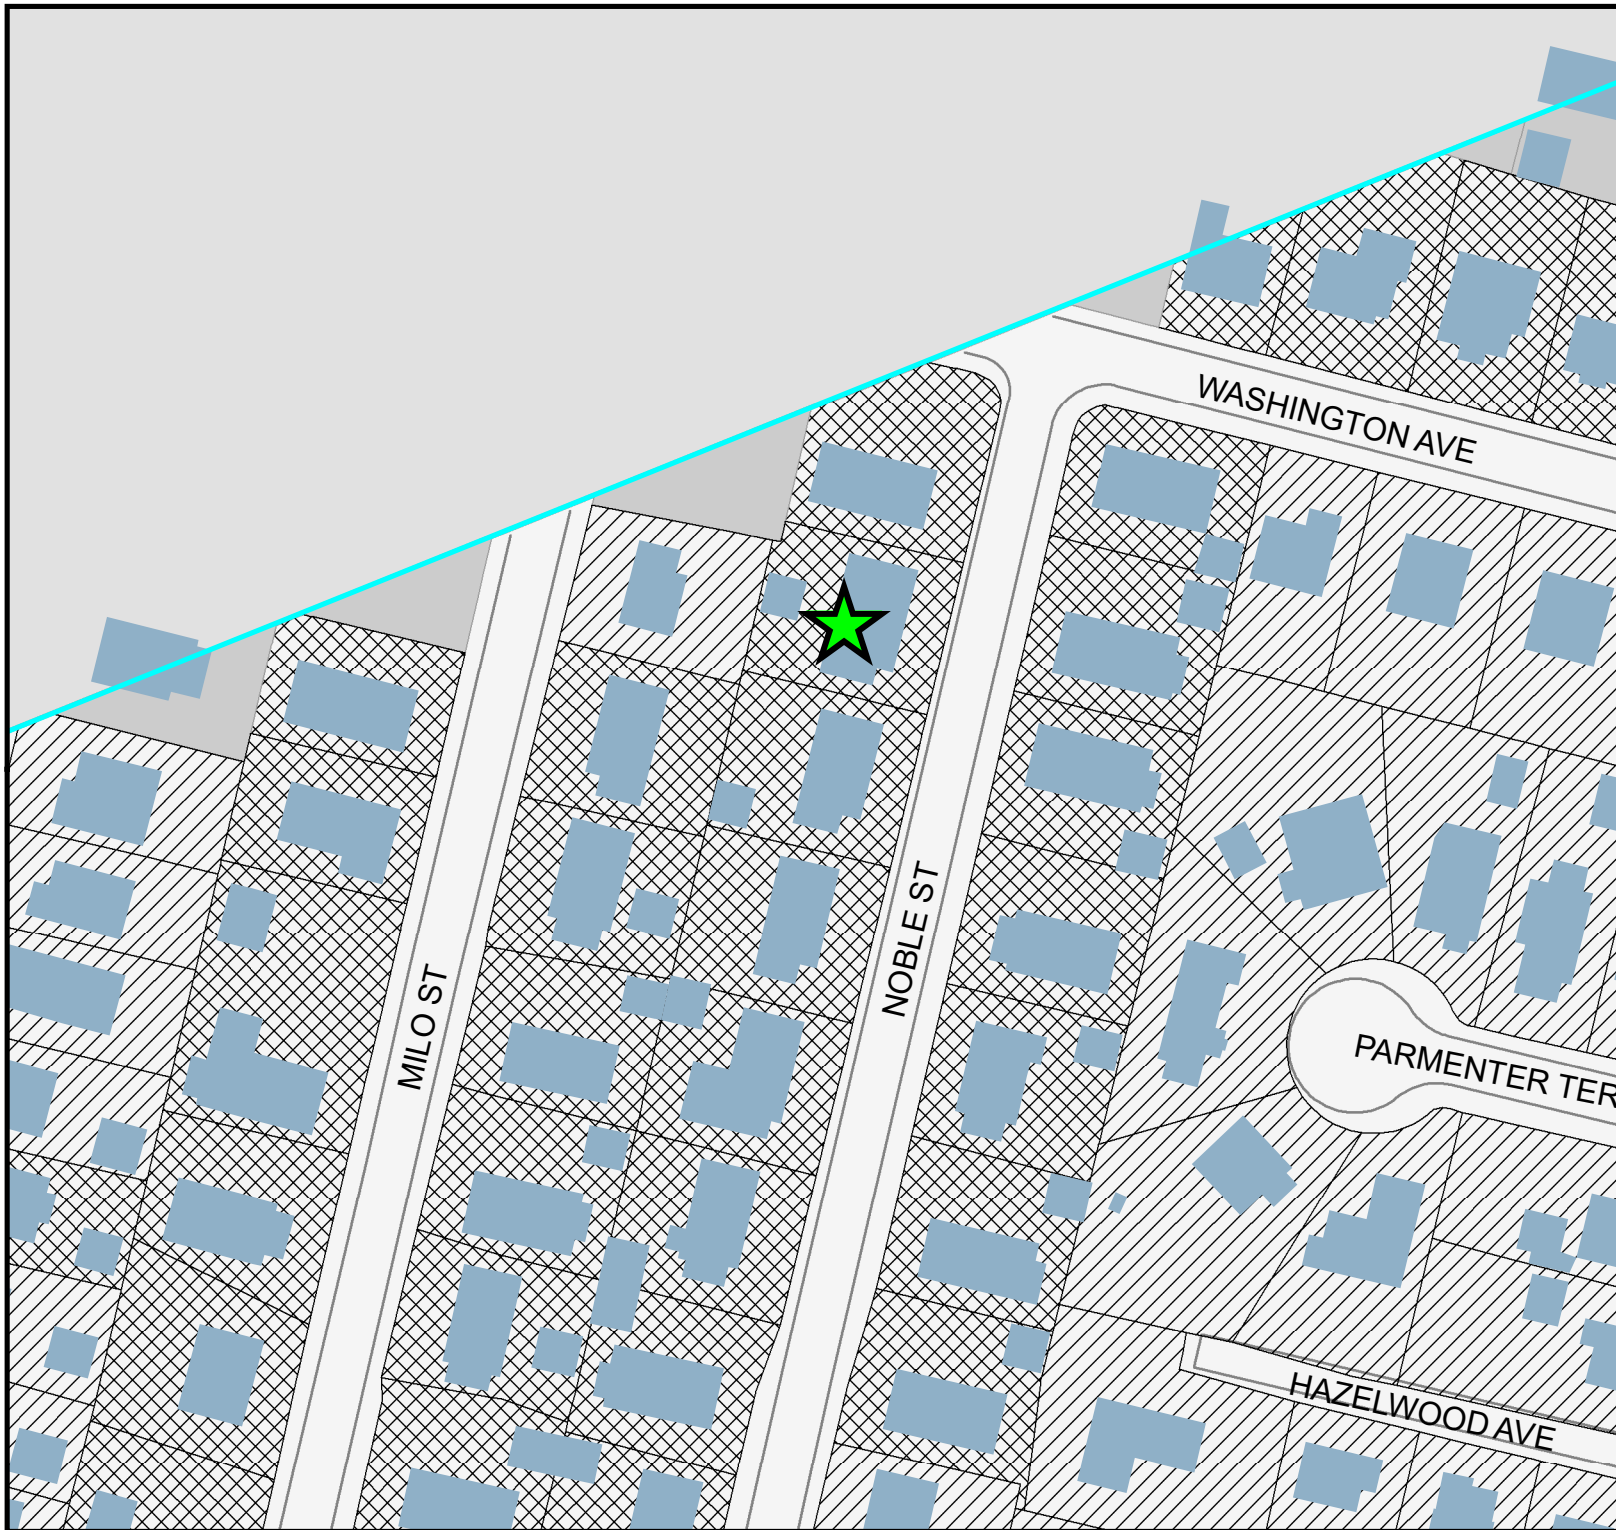 WASHINGTON AVE
NOBLE ST
MILO ST
PARMENTER TER
HAZELWOOD AVE